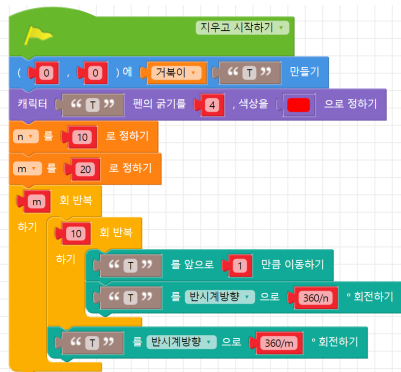 지우고 시작하기
( 0 , 0 ) 에 거북이 “ T ” 만들기
캐릭터 “ T ” 펜의 굵기를 4 , 색상을 으로 정하기
n 를 10 로 정하기
m 를 20 로 정하기
m 회 반복
하기 10 회 반복
하기 “ T ” 를 앞으로 1 만큼 이동하기
“ T ” 를 반시계방향 으로 360/n ° 회전하기
“ T ” 를 반시계방향 으로 360/m ° 회전하기